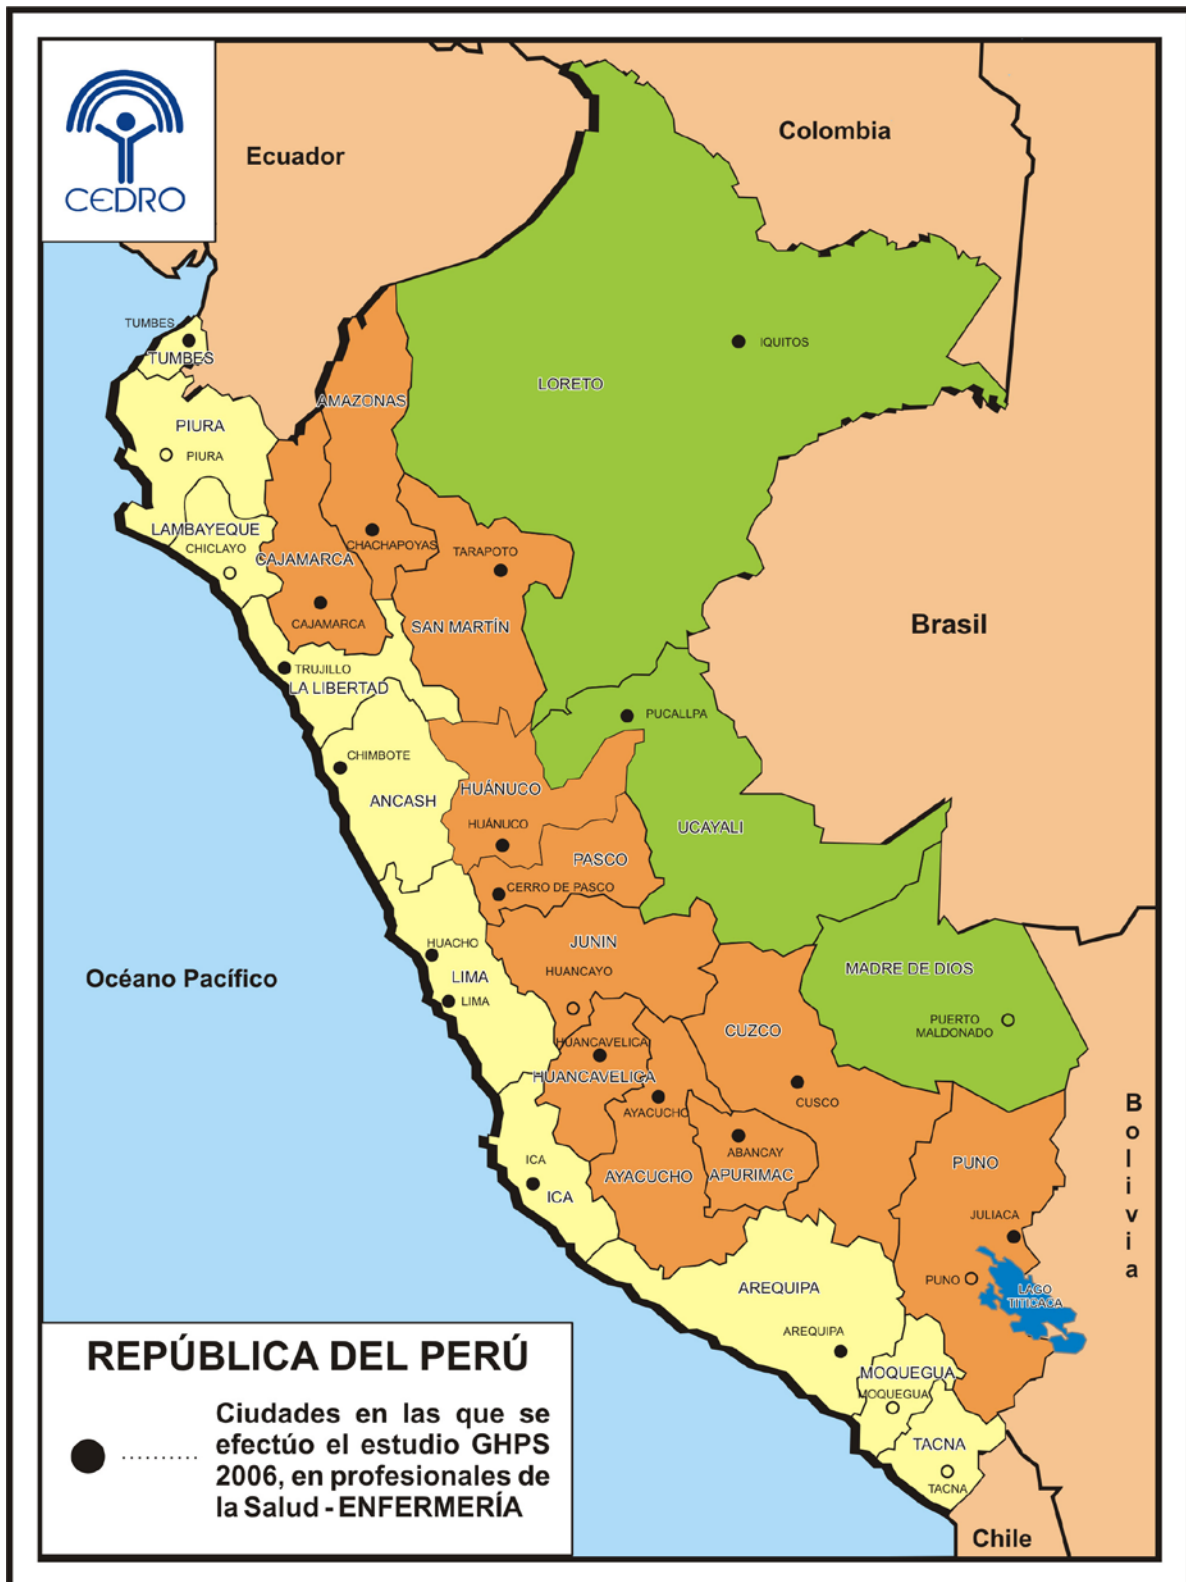 CEDRO
Ecuador
Colombia
TUMBES
TUMBES
IQUITOS
LORETO
AMAZONAS
PIURA
PIURA
LAMBAYEQUE
CHICLAYO
CHACHAPOYAS
CAJAMARCA
TARAPOTO
CAJAMARCA
SAN MARTÍN
Brasil
TRUJILLO
LA LIBERTAD
PUCALLPA
CHIMBOTE
HUÁNUCO
ANCASH
HUÁNUCO
UCAYALI
PASCO
CERRO DE PASCO
HUACHO
JUNIN
HUANCAYO
MADRE DE DIOS
Océano Pacífico
LIMA
LIMA
PUERTO
MALDONADO
CUZCO
HUANCAVELICA
HUANCAVELICA
CUSCO
AYACUCHO
ABANCAY
APURIMAC
AYACUCHO
ICA
ICA
PUNO
JULIACA
Bolivia
PUNO
LAGO
TITICACA
AREQUIPA
AREQUIPA
MOQUEGUA
MOQUEGUA
TACNA
TACNA
Chile
REPÚBLICA DEL PERÚ
Ciudades en las que se
efectúo el estudio GHPS
2006, en profesionales de
la Salud - ENFERMERÍA